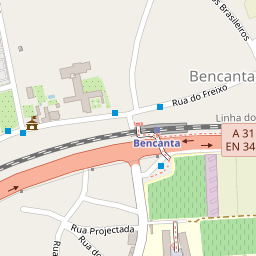 Brasileiros
Bencanta
Rua do Freixo
Linha do
A 31
EN 34
Bencanta
Rua Projectada
Rua do
Rua